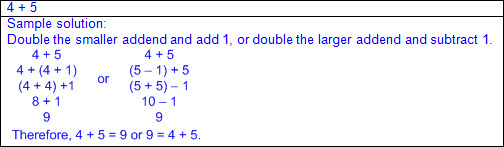 4 + 5
Sample solution:
Double the smaller addend and add 1, or double the larger addend and subtract 1.
4 + 5 4 + 5
4 + (4 + 1) (5 – 1) + 5
(4 + 4) +1 or (5 + 5) – 1
8 + 1 10 – 1
9 9
Therefore, 4 + 5 = 9 or 9 = 4 + 5.